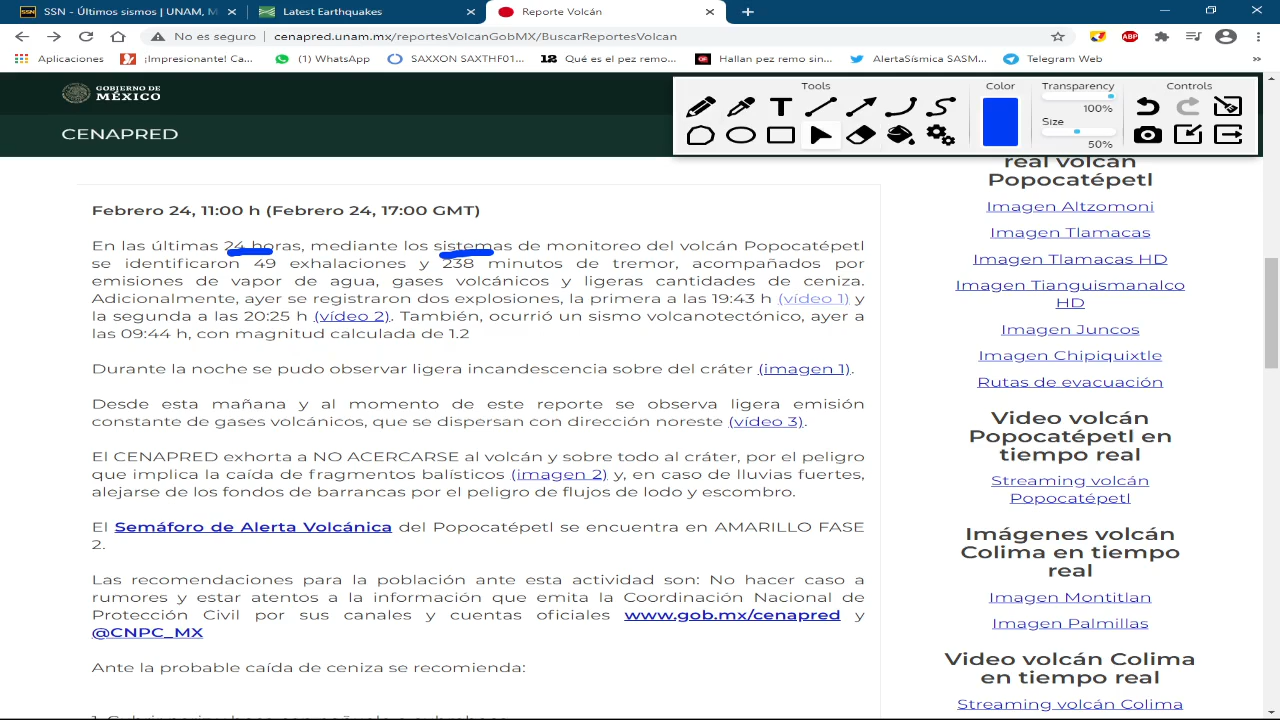 SSN - Últimos sismos | UNAM, M
Latest Earthquakes
Reporte Volcán
No es seguro | cenapred.unam.mx/reportesVolcanGobMX/BuscarReportesVolcan
Aplicaciones
¡Impresionante! Ca...
(1) WhatsApp
SAXXON SAXTHF01...
12 Qué es el pez remo...
Hallan pez remo sin...
AlertaSísmica SASM...
Telegram Web
»
GOBIERNO DE
MÉXICO
CENAPRED
Tools
Color
Transparency
100%
Size
50%
Controls
Febrero 24, 11:00 h (Febrero 24, 17:00 GMT)
En las últimas 24 horas, mediante los sistemas de monitoreo del volcán Popocatépetl
se identificaron 49 exhalaciones y 238 minutos de tremor, acompañados por
emisiones de vapor de agua, gases volcánicos y ligeras cantidades de ceniza.
Adicionalmente, ayer se registraron dos explosiones, la primera a las 19:43 h (vídeo 1) y
la segunda a las 20:25 h (vídeo 2). También, ocurrió un sismo volcanotectónico, ayer a
las 09:44 h, con magnitud calculada de 1.2
Durante la noche se pudo observar ligera incandescencia sobre del cráter (imagen 1).
Desde esta mañana y al momento de este reporte se observa ligera emisión
constante de gases volcánicos, que se dispersan con dirección noreste (vídeo 3).
El CENAPRED exhorta a NO ACERCARSE al volcán y sobre todo al cráter, por el peligro
que implica la caída de fragmentos balísticos (imagen 2) y, en caso de lluvias fuertes,
alejarse de los fondos de barrancas por el peligro de flujos de lodo y escombro.
El Semáforo de Alerta Volcánica del Popocatépetl se encuentra en AMARILLO FASE
2.
Las recomendaciones para la población ante esta actividad son: No hacer caso a
rumores y estar atentos a la información que emita la Coordinación Nacional de
Protección Civil por sus canales y cuentas oficiales www.gob.mx/cenapred y
@CNPC_MX
Ante la probable caída de ceniza se recomienda:
real volcán
Popocatépetl
Imagen Altzomoni
Imagen Tlamacas
Imagen Tlamacas HD
Imagen Tianguismanalco
HD
Imagen Juncos
Imagen Chipiquixtle
Rutas de evacuación
Video volcán
Popocatépetl en
tiempo real
Streaming volcán
Popocatépetl
Imágenes volcán
Colima en tiempo
real
Imagen Montitlan
Imagen Palmillas
Video volcán Colima
en tiempo real
Streaming volcán Colima